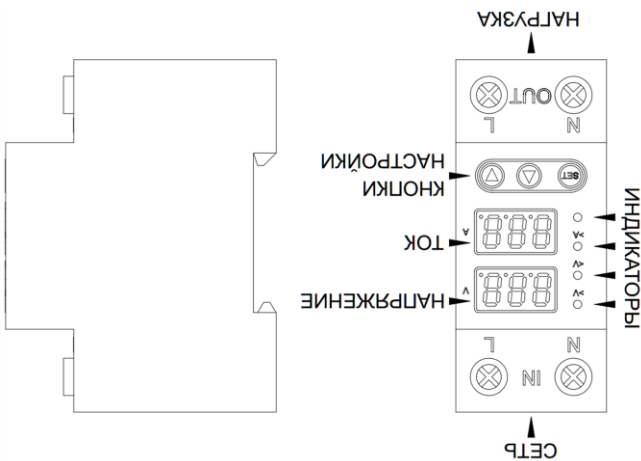 СЕТЬ
N IN L
ИНДИКАТОРЫ
>V
<V
>A
V
НАПРЯЖЕНИЕ
A
ТОК
SET
КНОПКИ
НАСТРОЙКИ
N OUT L
НАГРУЗКА